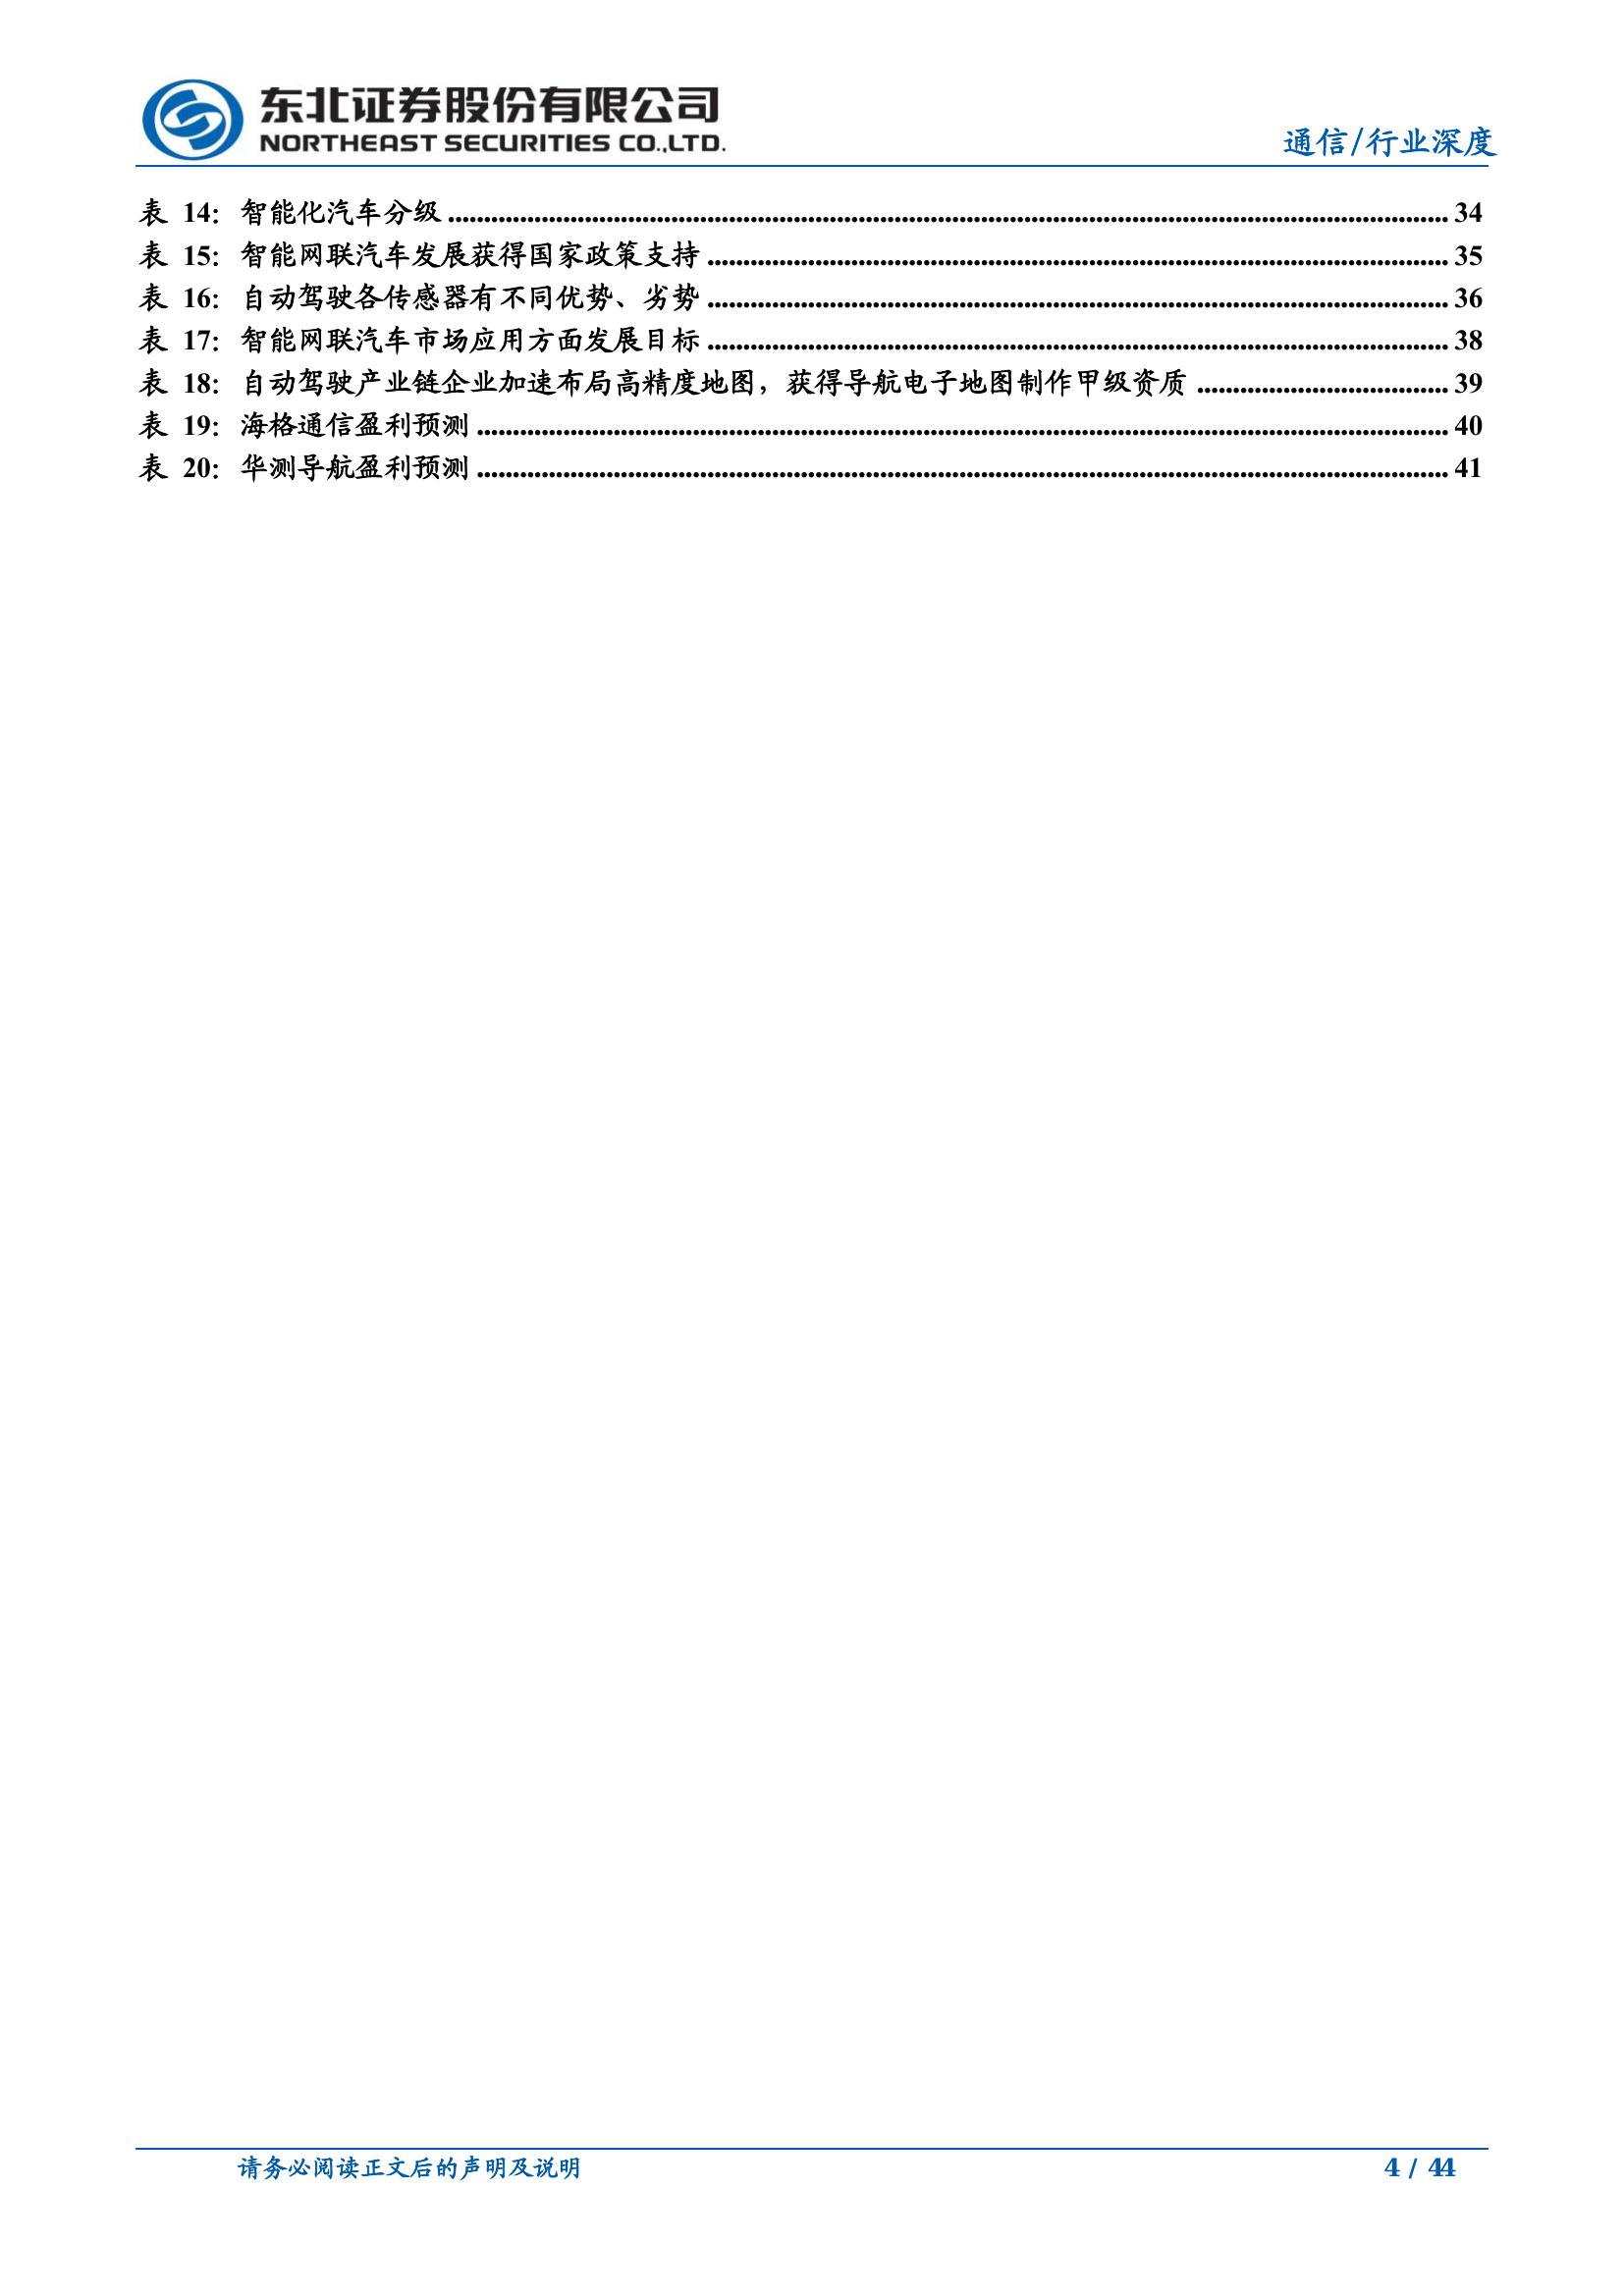 东北证券股份有限公司
NORTHEAST SECURITIES CO.,LTD.
通信/行业深度
表 14: 智能化汽车分级 34
表 15: 智能网联汽车发展获得国家政策支持 35
表 16: 自动驾驶各传感器有不同优势、劣势 36
表 17: 智能网联汽车市场应用方面发展目标 38
表 18: 自动驾驶产业链企业加速布局高精度地图，获得导航电子地图制作甲级资质 39
表 19: 海格通信盈利预测 40
表 20: 华测导航盈利预测 41
请务必阅读正文后的声明及说明
4 / 44